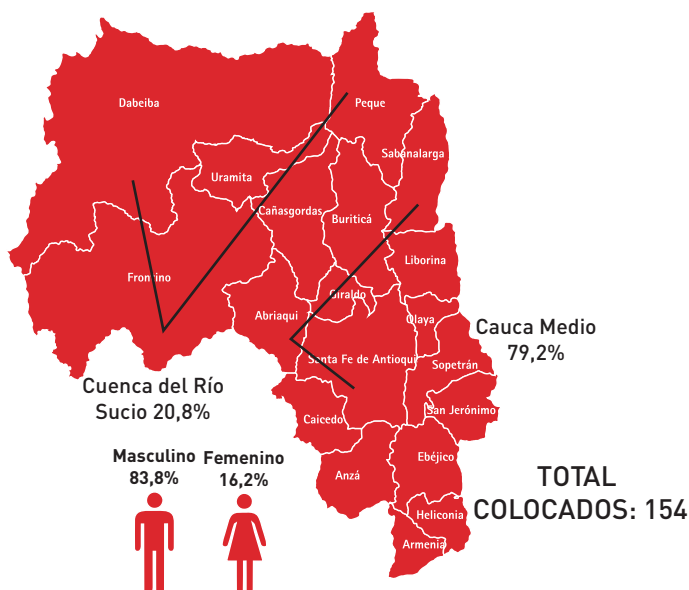 Dabeiba
Peque
Sabanalarga
Uramita
Cañasgordas
Buriticá
Liborina
Frontino
Giraldo
Abriaqui
Olaya
Cauca Medio
79,2%
Santa Fe de Antioqui
Sopetrán
Cuenca del Río
Sucio 20,8%
San Jerónimo
Caicedo
Ebéjico
Anzá
Masculino
83,8%
Femenino
16,2%
TOTAL
COLOCADOS: 154
Heliconia
Armenia